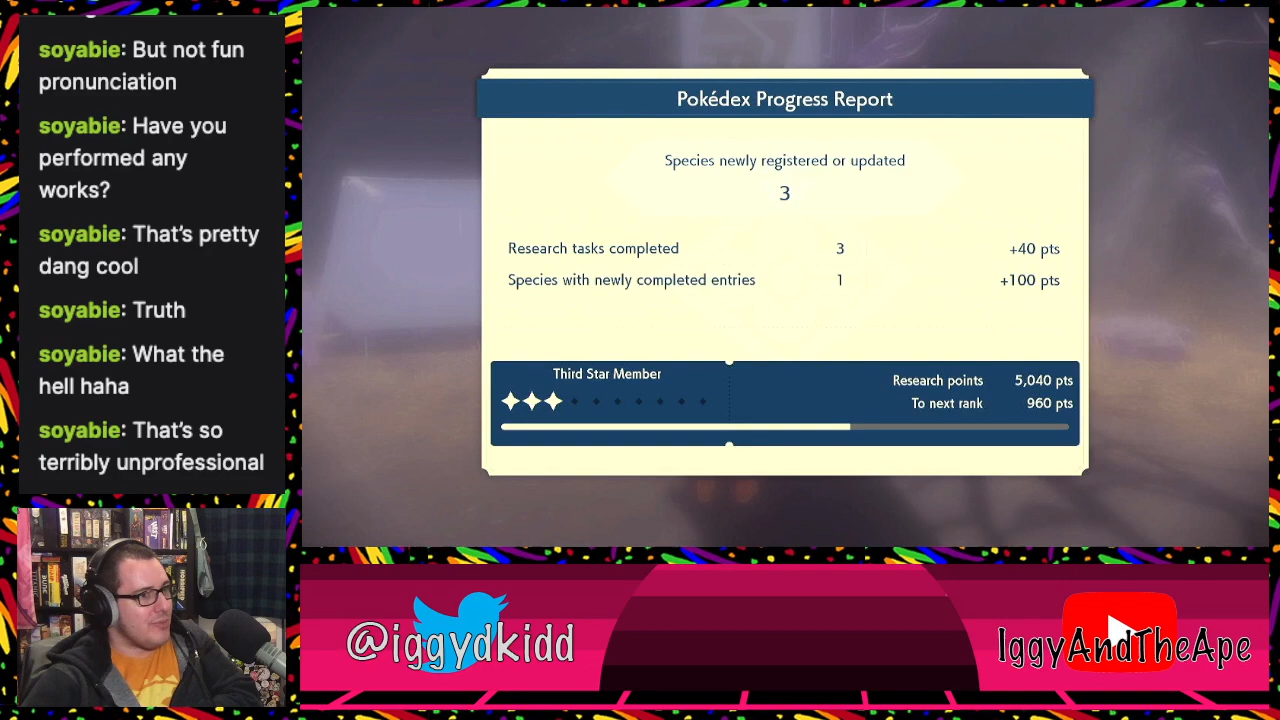 soyabie: But not fun
pronunciation
soyabie: Have you
performed any
works?
soyabie: That's pretty
dang cool
soyabie: Truth
soyabie: What the
hell haha
soyabie: That's so
terribly unprofessional
Pokédex Progress Report
Species newly registered or updated
3
Research tasks completed 3 +40 pts
Species with newly completed entries 1 +100 pts
Third Star Member
Research points 5,040 pts
To next rank 960 pts
@iggydkidd
IggyAndTheApe